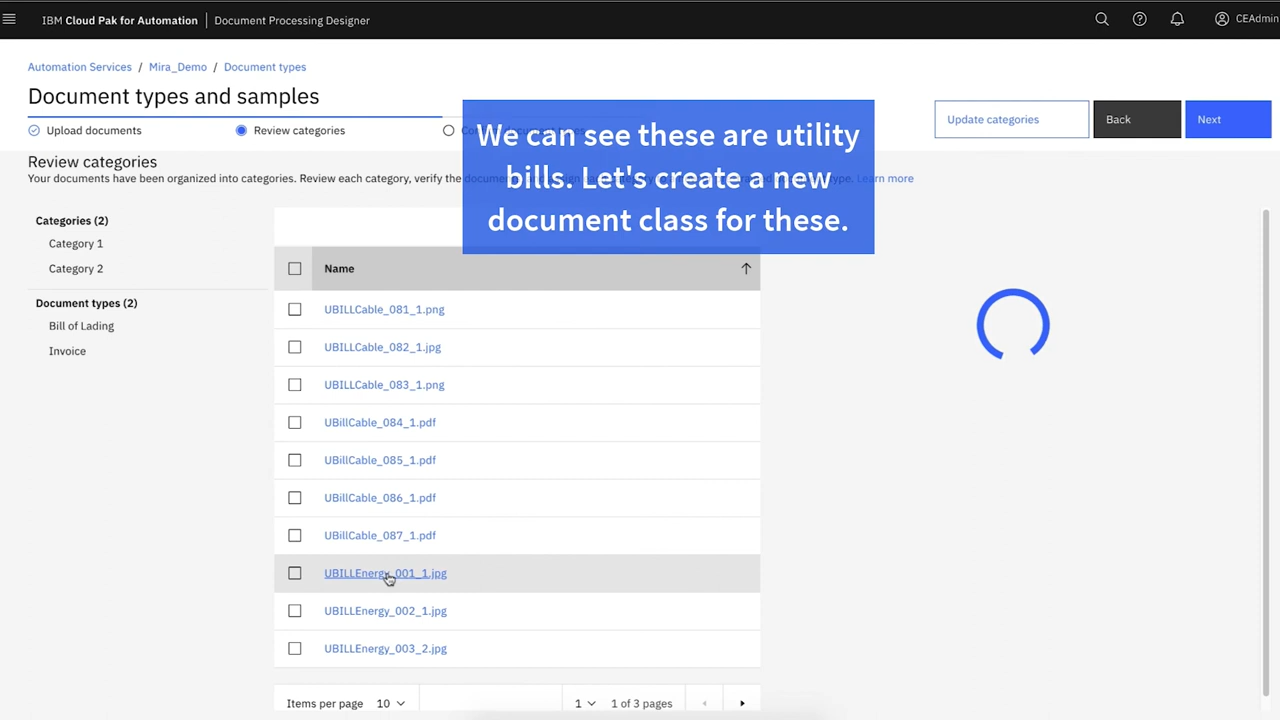 IBM Cloud Pak for Automation | Document Processing Designer
CEAdmin
Automation Services / Mira_Demo / Document types
Document types and samples
Update categories
Back
Next
Upload documents
Review categories
We can see these are utility
bills. Let's create a new
document class for these.
Review categories
Your documents have been organized into categories. Review each category, verify the
Learn more
Categories (2)
Category 1
Category 2
Document types (2)
Bill of Lading
Invoice
Name
UBILLCable_081_1.png
UBILLCable_082_1.jpg
UBILLCable_083_1.png
UBillCable_084_1.pdf
UBillCable_085_1.pdf
UBillCable_086_1.pdf
UBillCable_087_1.pdf
UBILLEnergy_001_1.jpg
UBILLEnergy_002_1.jpg
UBILLEnergy_003_2.jpg
Items per page 10
1 1 of 3 pages